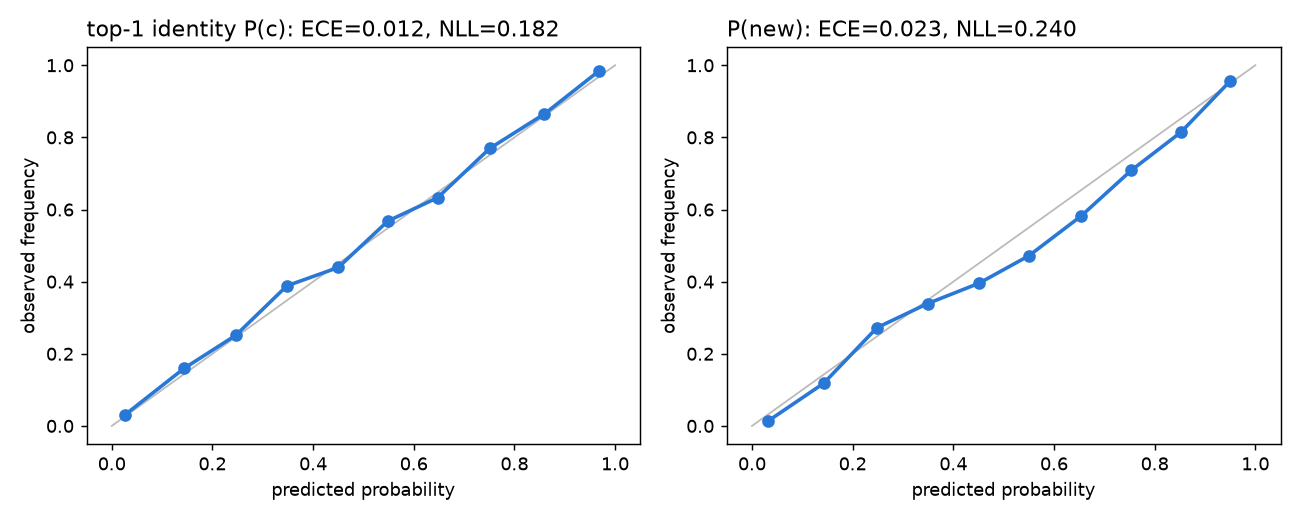 top-1 identity P(c): ECE=0.012, NLL=0.182
observed frequency
1.0
0.8
0.6
0.4
0.2
0.0
0.0 0.2 0.4 0.6 0.8 1.0
predicted probability
P(new): ECE=0.023, NLL=0.240
observed frequency
1.0
0.8
0.6
0.4
0.2
0.0
0.0 0.2 0.4 0.6 0.8 1.0
predicted probability